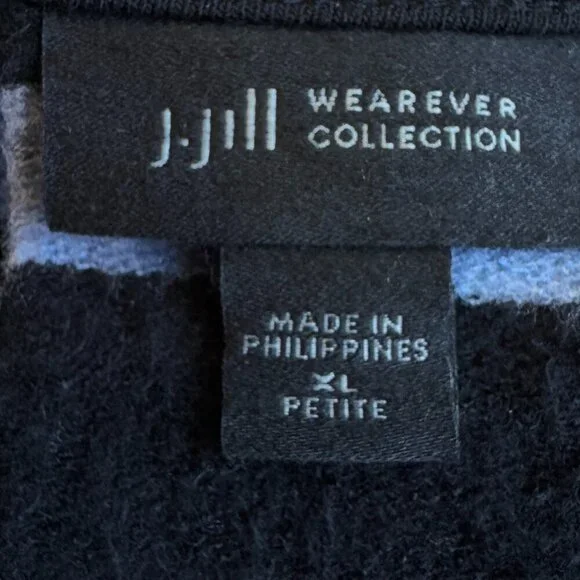 j.jill WEAREVER
COLLECTION
MADE IN
PHILIPPINES
XL
PETITE